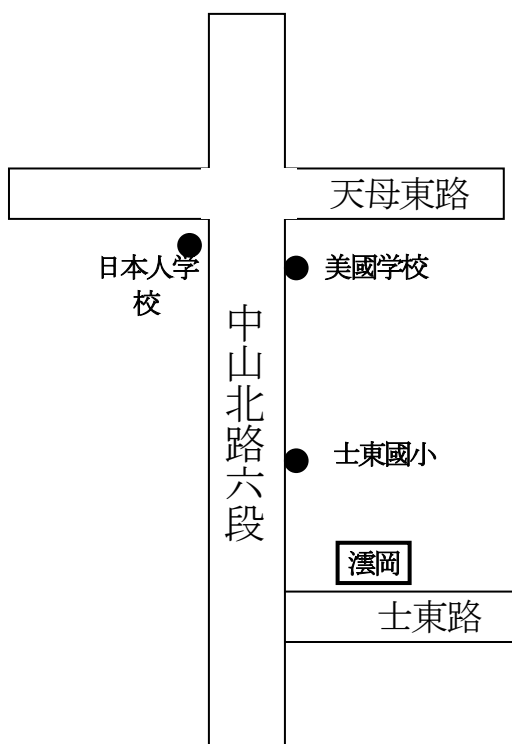 天母東路
日本人学
校
美國学校
中山北路六段
士東國小
澐岡
士東路